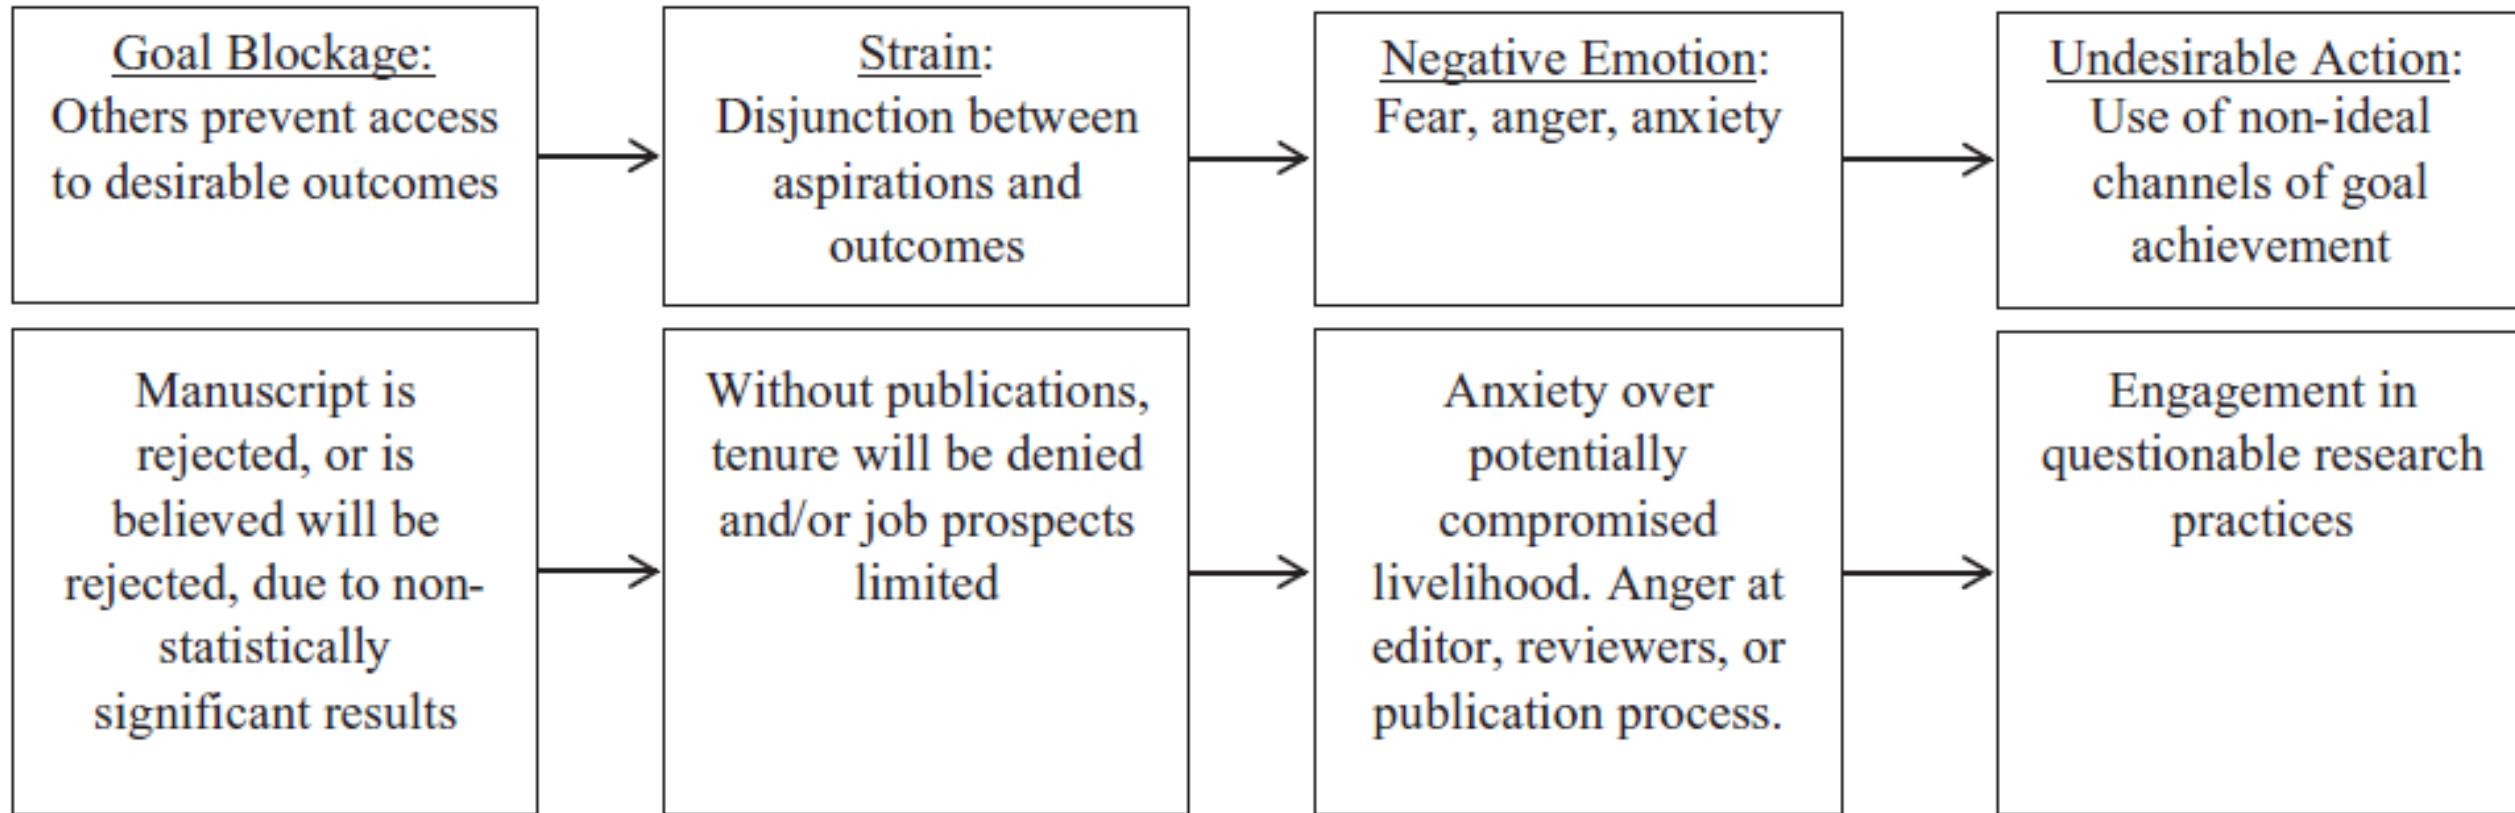 Goal Blockage:
Others prevent access
to desirable outcomes
Strain:
Disjunction between
aspirations and
outcomes
Negative Emotion:
Fear, anger, anxiety
Undesirable Action:
Use of non-ideal
channels of goal
achievement
Manuscript is
rejected, or is
believed will be
rejected, due to non-
statistically
significant results
Without publications,
tenure will be denied
and/or job prospects
limited
Anxiety over
potentially
compromised
livelihood. Anger at
editor, reviewers, or
publication process.
Engagement in
questionable research
practices